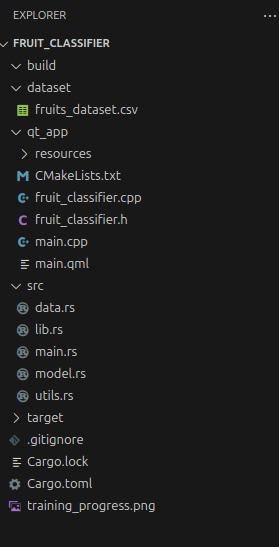 EXPLORER
FRUIT_CLASSIFIER
build
dataset
fruits_dataset.csv
qt_app
resources
CMakeLists.txt
fruit_classifier.cpp
fruit_classifier.h
main.cpp
main.qml
src
data.rs
lib.rs
main.rs
model.rs
utils.rs
target
.gitignore
Cargo.lock
Cargo.toml
training_progress.png